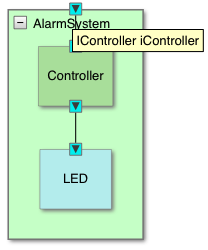 AlarmSystem
IController iController
Controller
LED